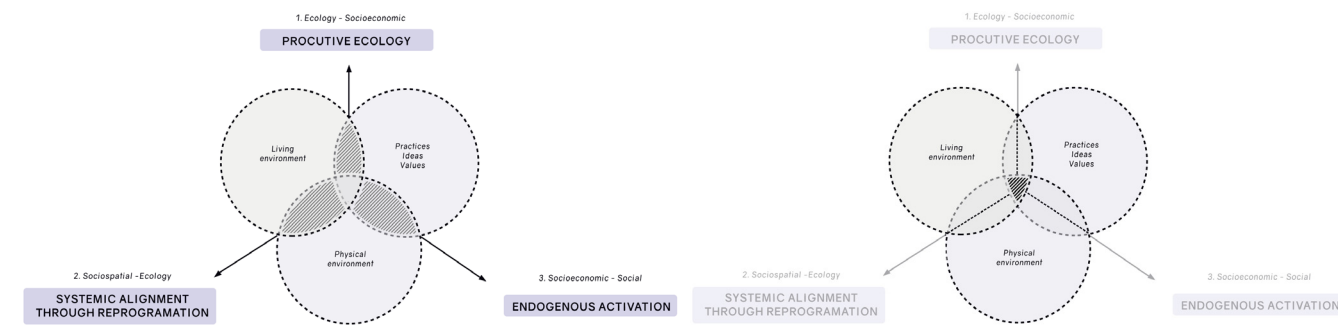 1. Ecology - Socioeconomic
PROCUTIVE ECOLOGY
Living
environment
Practices
Ideas
Values
Physical
environment
2. Sociospatial -Ecology
SYSTEMIC ALIGNMENT
THROUGH REPROGRAMATION
3. Socioeconomic - Social
ENDOGENOUS ACTIVATION
1. Ecology - Socioeconomic
PROCUTIVE ECOLOGY
Living
environment
Practices
Ideas
Values
Physical
environment
2. Sociospatial -Ecology
SYSTEMIC ALIGNMENT
THROUGH REPROGRAMATION
3. Socioeconomic - Social
ENDOGENOUS ACTIVATION